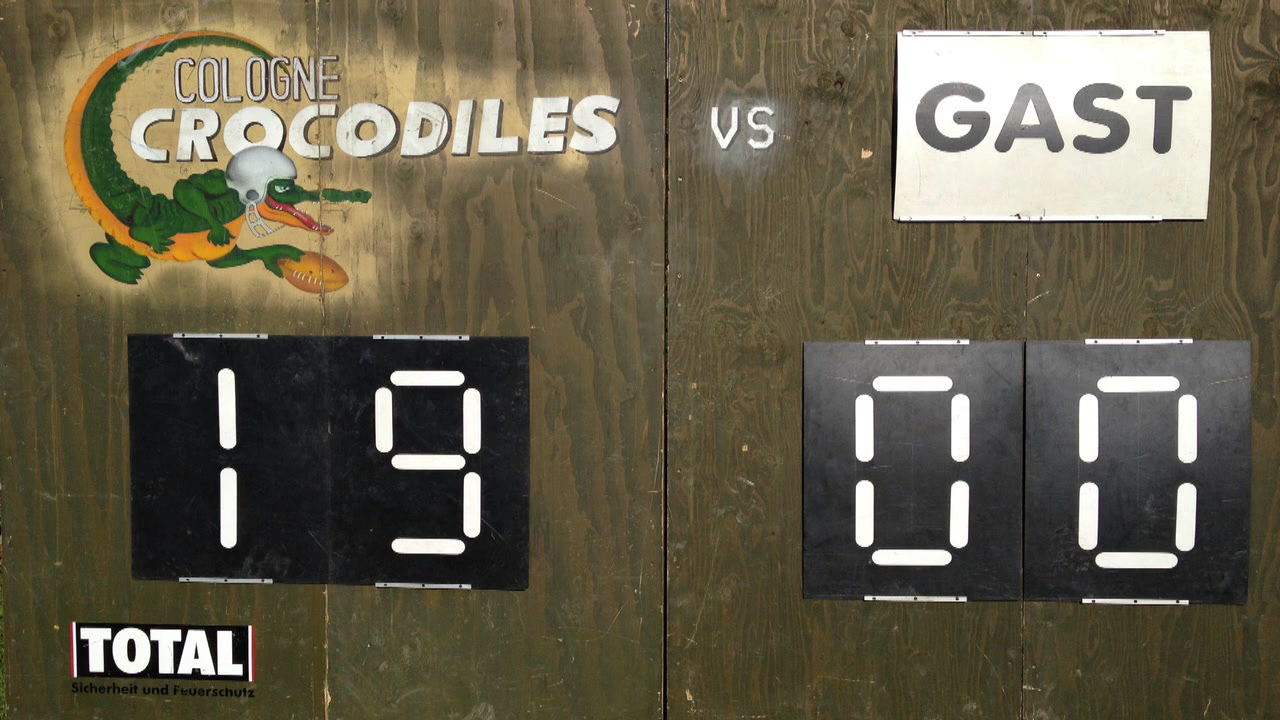 COLOGNE
CROCODILES
VS
GAST
19
00
TOTAL
Sicherheit und Feuerschutz